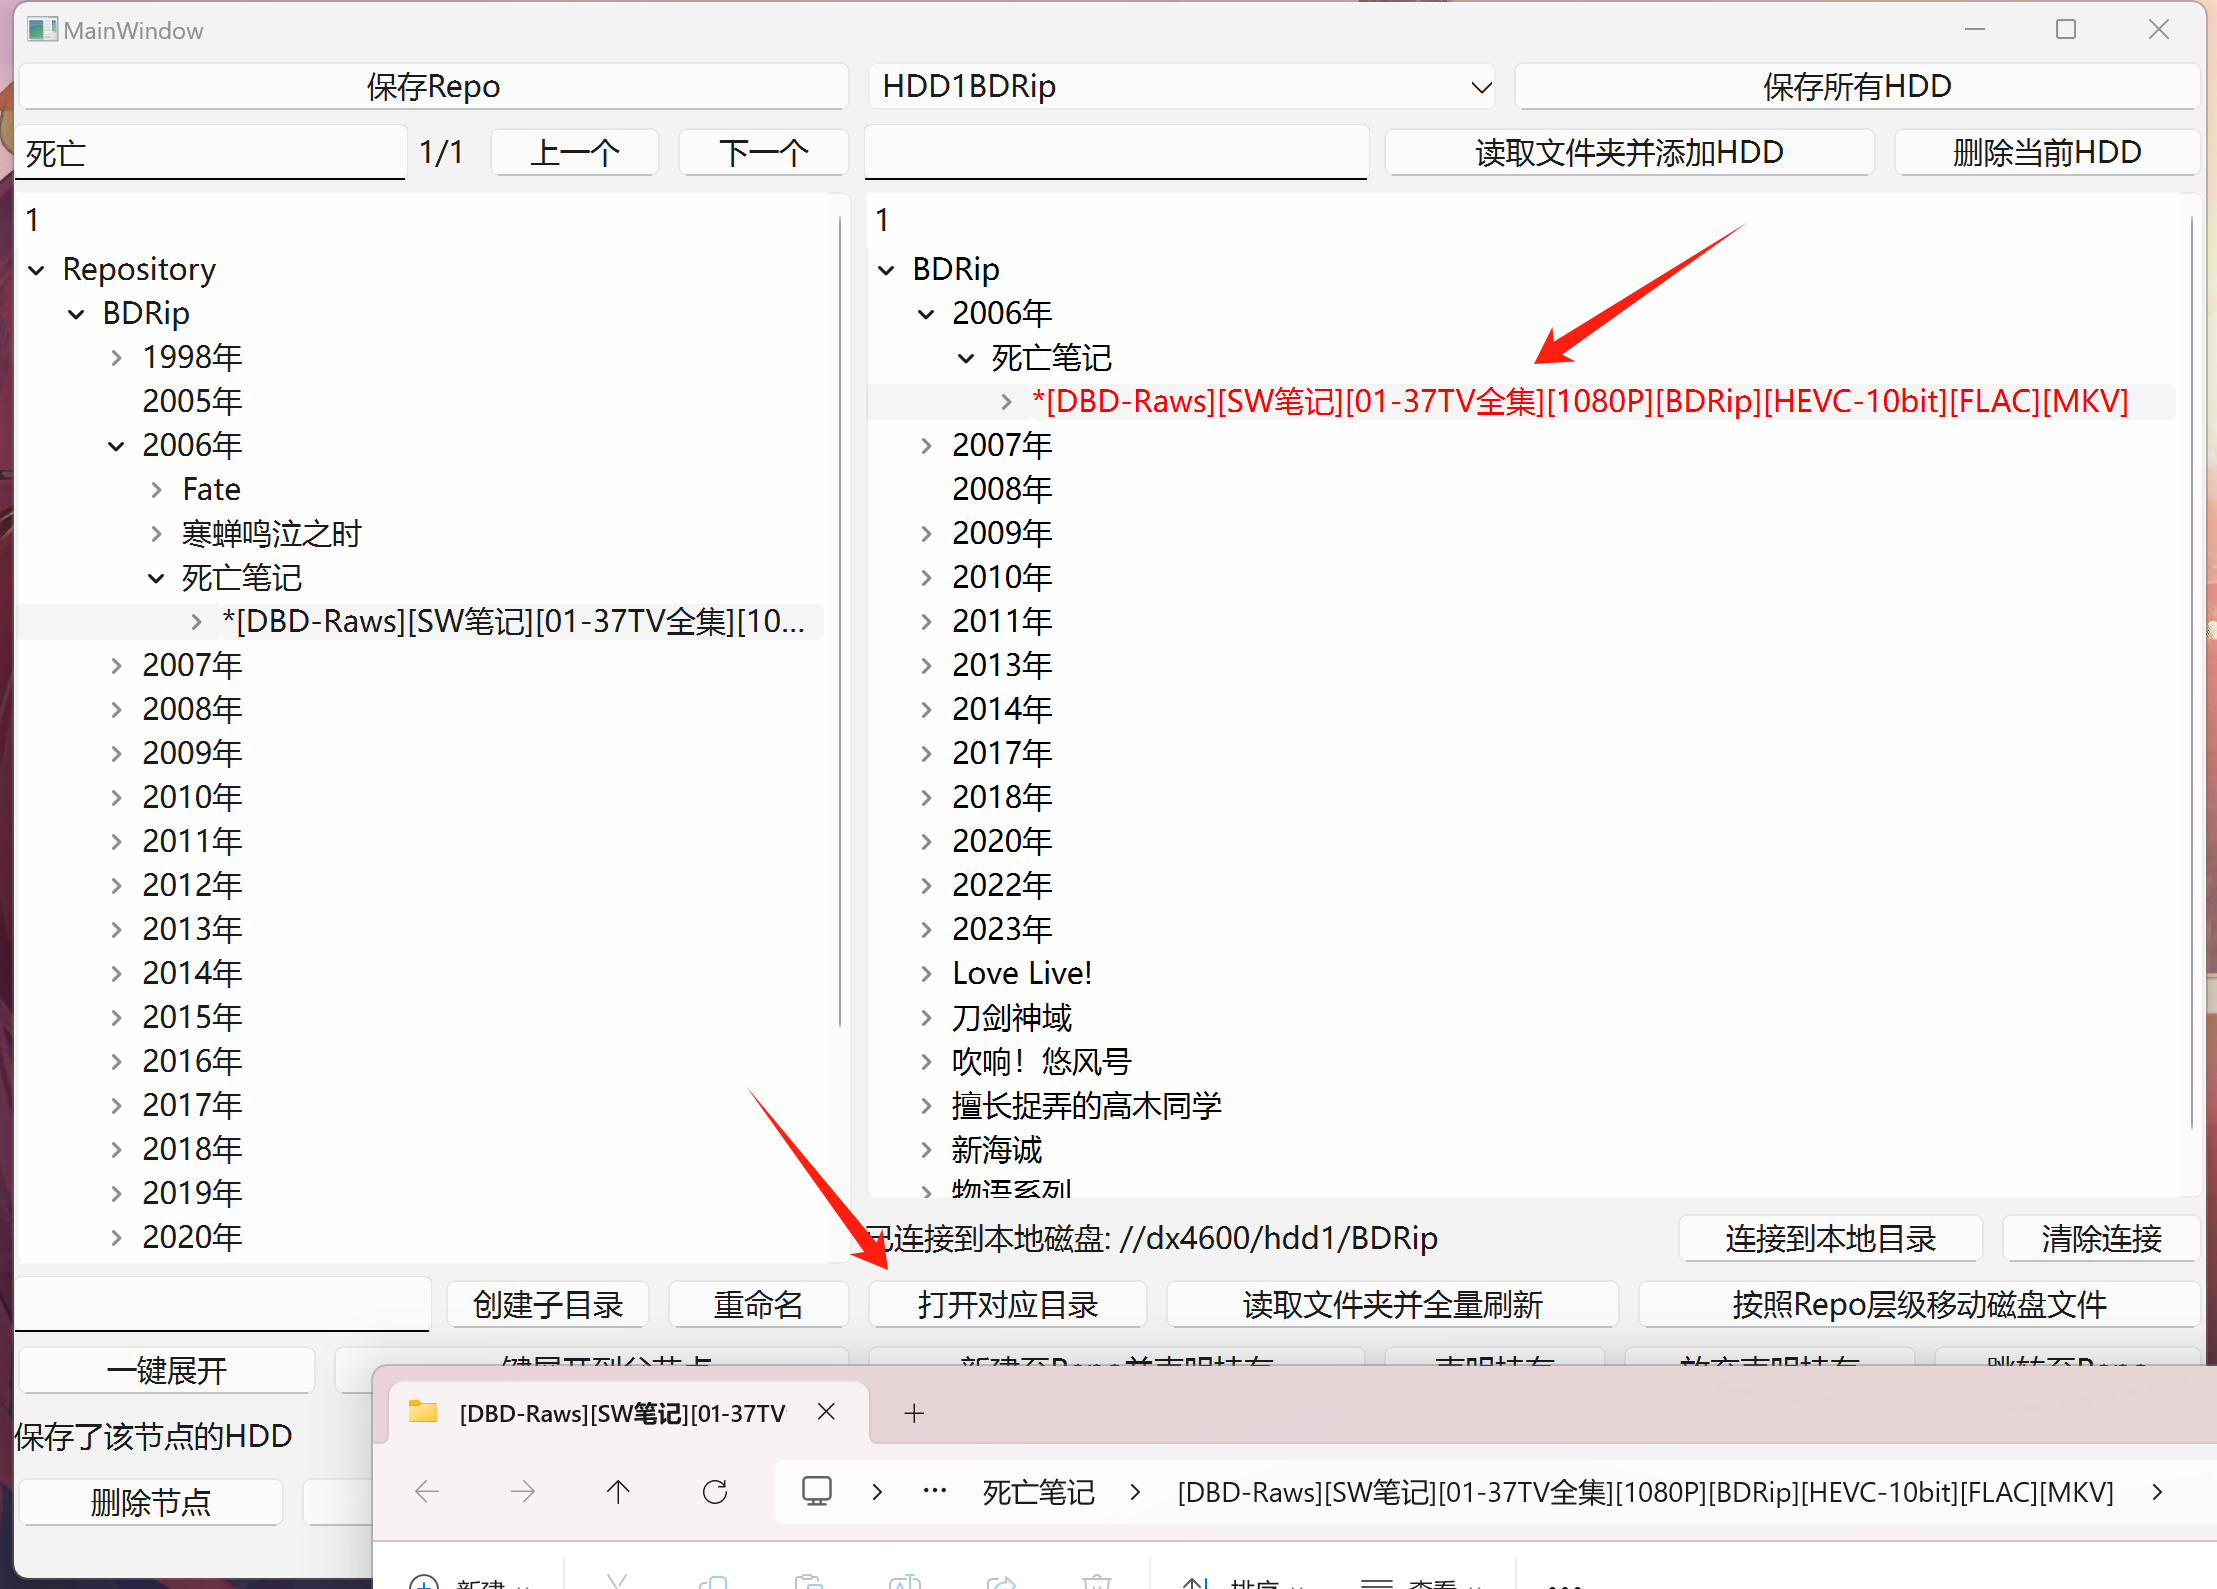 MainWindow
保存Repo
HDD1BDRip
保存所有HDD
死亡
1/1
上一个
下一个
读取文件夹并添加HDD
删除当前HDD
1
Repository
BDRip
1998年
2005年
2006年
Fate
寒蝉鸣泣之时
死亡笔记
*[DBD-Raws][SW笔记][01-37TV全集][10...
2007年
2008年
2009年
2010年
2011年
2012年
2013年
2014年
2015年
2016年
2017年
2018年
2019年
2020年
1
BDRip
2006年
死亡笔记
*[DBD-Raws][SW笔记][01-37TV全集][1080P][BDRip][HEVC-10bit][FLAC][MKV]
2007年
2008年
2009年
2010年
2011年
2013年
2014年
2017年
2018年
2020年
2022年
2023年
Love Live!
刀剑神域
吹响！悠风号
擅长捉弄的高木同学
新海诚
物语系列
已连接到本地磁盘: //dx4600/hdd1/BDRip
连接到本地目录
清除连接
创建子目录
重命名
打开对应目录
读取文件夹并全量刷新
按照Repo层级移动磁盘文件
一键展开
保存了该节点的HDD
删除节点
[DBD-Raws][SW笔记][01-37TV
死亡笔记
[DBD-Raws][SW笔记][01-37TV全集][1080P][BDRip][HEVC-10bit][FLAC][MKV]
新建
排序
查看